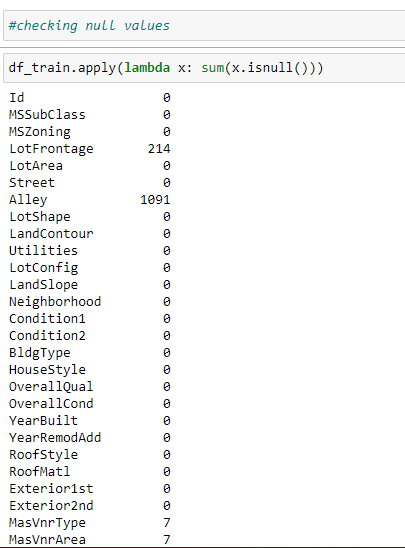 #checking null values
df_train.apply(lambda x: sum(x.isnull()))
Id 0
MSSubClass 0
MSZoning 0
LotFrontage 214
LotArea 0
Street 0
Alley 1091
LotShape 0
LandContour 0
Utilities 0
LotConfig 0
LandSlope 0
Neighborhood 0
Condition1 0
Condition2 0
BldgType 0
HouseStyle 0
OverallQual 0
OverallCond 0
YearBuilt 0
YearRemodAdd 0
RoofStyle 0
RoofMatl 0
Exterior1st 0
Exterior2nd 0
MasVnrType 7
MasVnrArea 7